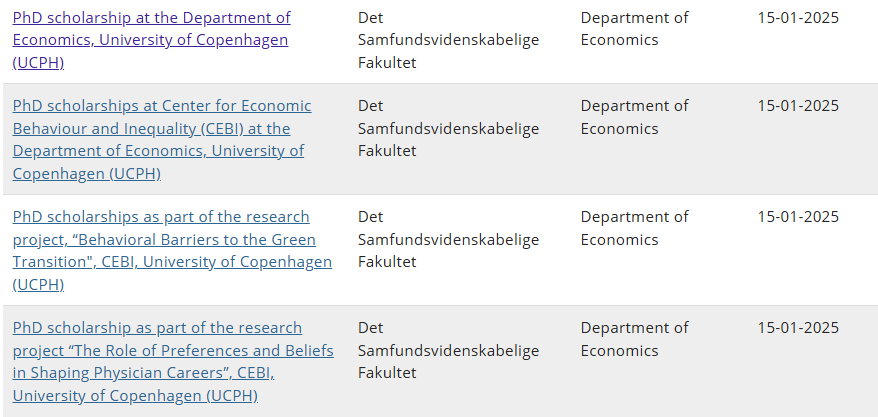 PhD scholarship at the Department of
Economics, University of Copenhagen
(UCPH)
Det
Samfundsvidenskabelige
Fakultet
Department of
Economics
15-01-2025
PhD scholarships at Center for Economic
Behaviour and Inequality (CEBI) at the
Department of Economics, University of
Copenhagen (UCPH)
Det
Samfundsvidenskabelige
Fakultet
Department of
Economics
15-01-2025
PhD scholarships as part of the research
project, “Behavioral Barriers to the Green
Transition", CEBI, University of Copenhagen
(UCPH)
Det
Samfundsvidenskabelige
Fakultet
Department of
Economics
15-01-2025
PhD scholarship as part of the research
project “The Role of Preferences and Beliefs
in Shaping Physician Careers”, CEBI,
University of Copenhagen (UCPH)
Det
Samfundsvidenskabelige
Fakultet
Department of
Economics
15-01-2025